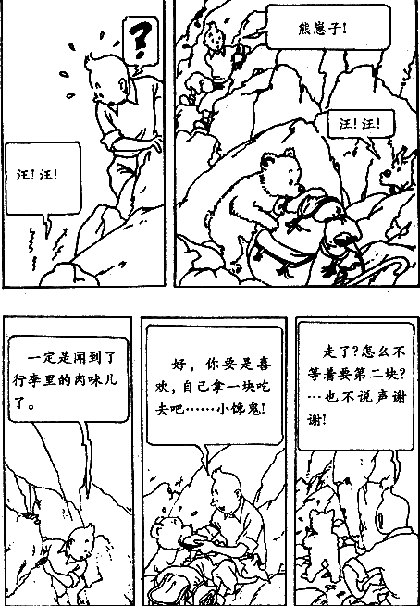 ?
汪!汪!
熊崽子!
汪!汪!
一定是闻到了
行李里的肉味儿
了。
好,你要是喜
欢,自己拿一块吃
去吧……小馋鬼!
走了?怎么不
等着要第二块?
…也不说声谢
谢!